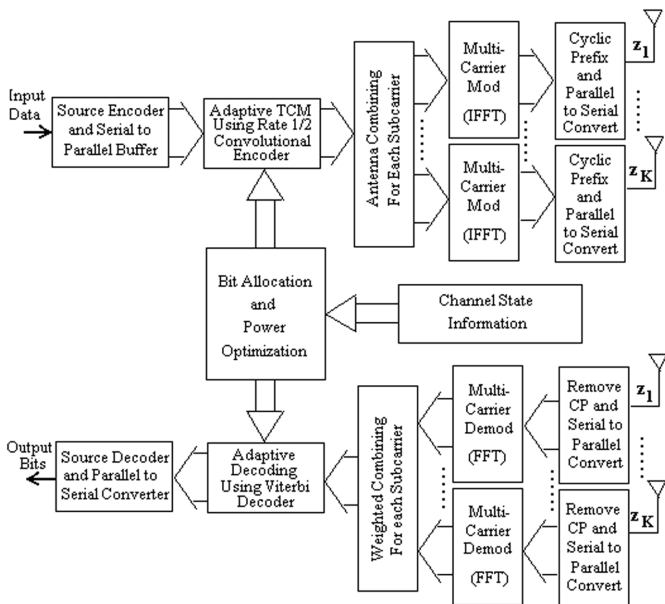 Input
Data
Source Encoder
and Serial to
Parallel Buffer
Adaptive TCM
Using Rate 1/2
Convolutional
Encoder
Antenna Combining
For Each Subcarrier
Multi-
Carrier
Mod
(IFFT)
Cyclic
Prefix
and
Parallel
to Serial
Convert
z1
Multi-
Carrier
Mod
(IFFT)
Cyclic
Prefix
and
Parallel
to Serial
Convert
zK
Bit Allocation
and
Power
Optimization
Channel State
Information
Output
Bits
Source Decoder
and Parallel to
Serial Converter
Adaptive
Decoding
Using Viterbi
Decoder
Weighted Combining
For each Subcarrier
Multi-
Carrier
Demod
(FFT)
Remove
CP and
Serial to
Parallel
Convert
z1
Multi-
Carrier
Demod
(FFT)
Remove
CP and
Serial to
Parallel
Convert
zK